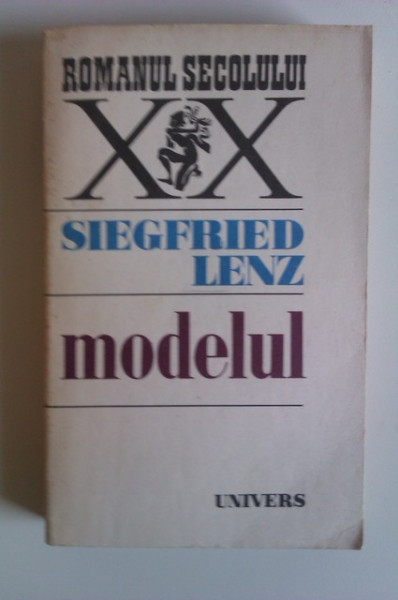 ROMANUL SECOLULUI
XX
SIEGFRIED
LENZ
modelul
UNIVERS